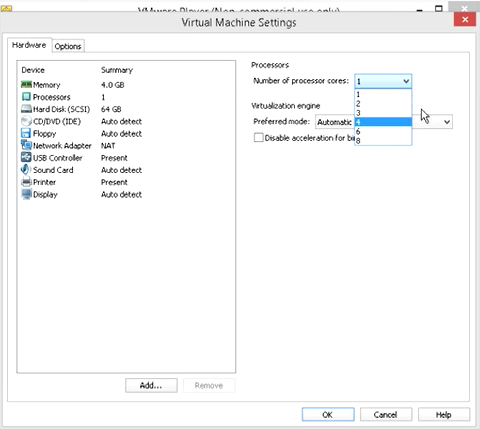 VMware Player (Non-commercial use only)
Virtual Machine Settings
Hardware Options
Device Summary
Memory 4.0 GB
Processors 1
Hard Disk (SCSI) 64 GB
CD/DVD (IDE) Auto detect
Floppy Auto detect
Network Adapter NAT
USB Controller Present
Sound Card Auto detect
Printer Present
Display Auto detect
Add... Remove
Processors
Number of processor cores: 1
1
2
3
4
6
8
Virtualization engine
Preferred mode: Automatic
Disable acceleration for
OK Cancel Help